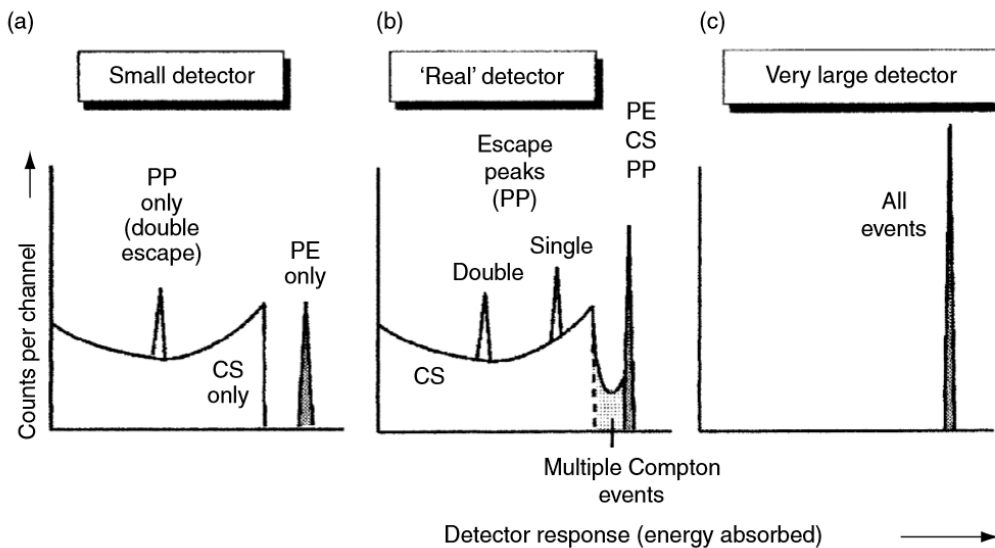 (a)
Small detector
Counts per channel
PP
only
(double
escape)
PE
only
CS
only
(b)
‘Real’ detector
Escape
peaks
(PP)
PE
CS
PP
Double
Single
CS
Multiple Compton
events
(c)
Very large detector
All
events
Detector response (energy absorbed)